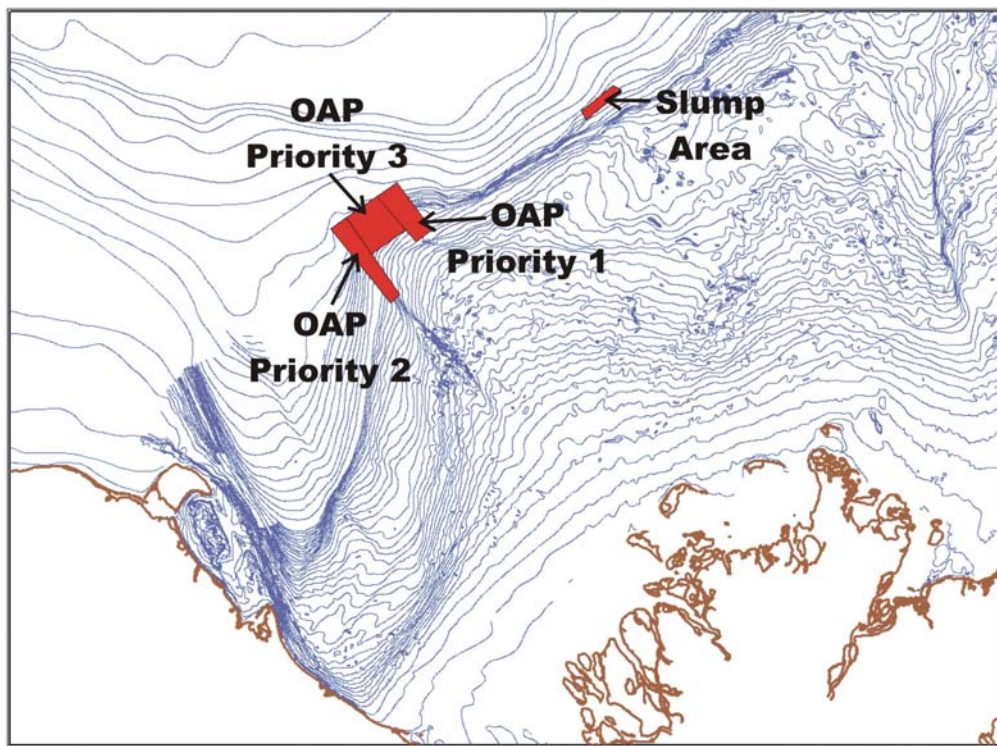 OAP
Priority 3
Slump
Area
OAP
Priority 1
OAP
Priority 2